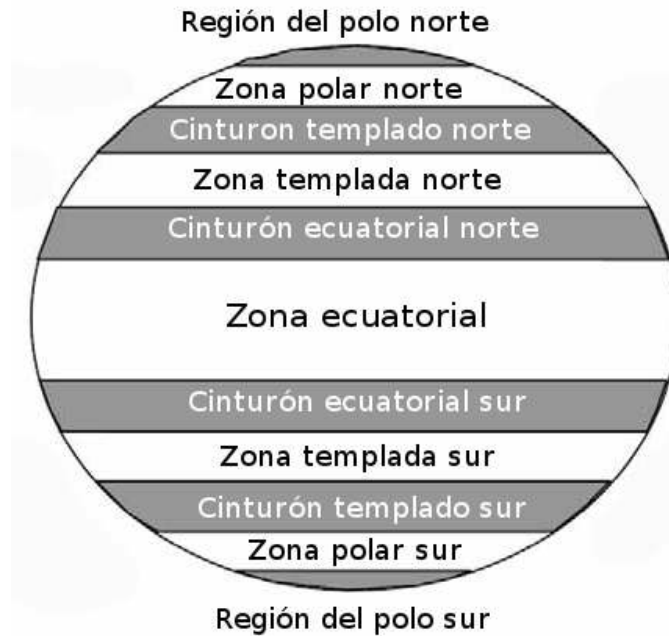 Región del polo norte
Zona polar norte
Cinturon templado norte
Zona templada norte
Cinturón ecuatorial norte
Zona ecuatorial
Cinturón ecuatorial sur
Zona templada sur
Cinturón templado sur
Zona polar sur
Región del polo sur